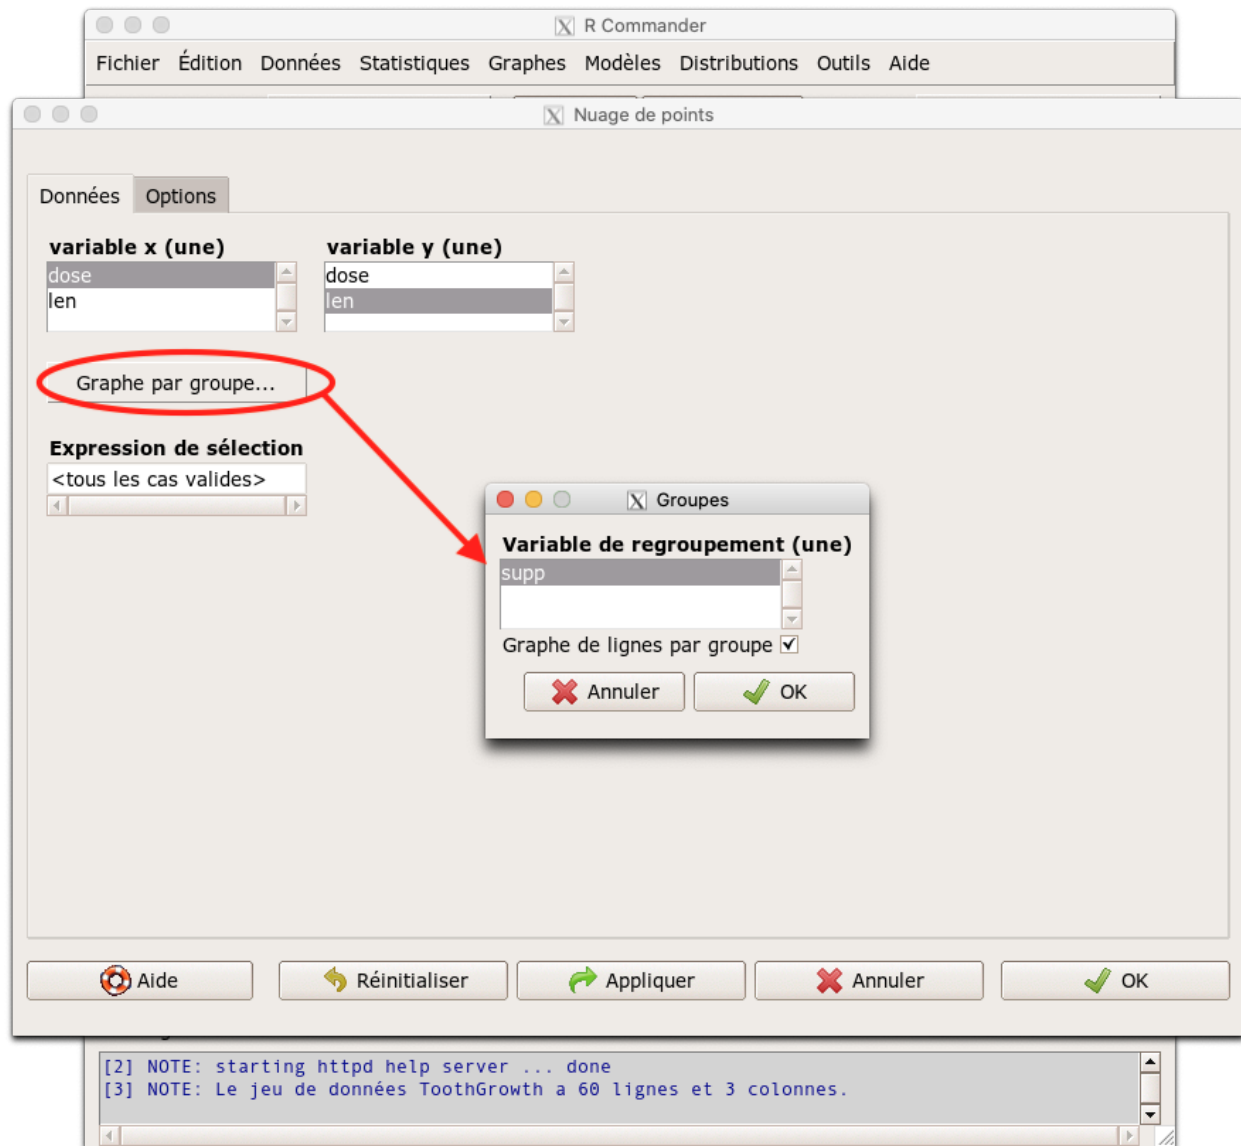 R Commander
Fichier Édition Données Statistiques Graphes Modèles Distributions Outils Aide
Nuage de points
Données Options
variable x (une) variable y (une)
dose dose
len len
Graphe par groupe...
Expression de sélection
<tous les cas valides>
Groupes
Variable de regroupement (une)
supp
Graphe de lignes par groupe
Annuler OK
Aide Réinitialiser Appliquer Annuler OK
[2] NOTE: starting httpd help server ... done
[3] NOTE: Le jeu de données ToothGrowth a 60 lignes et 3 colonnes.